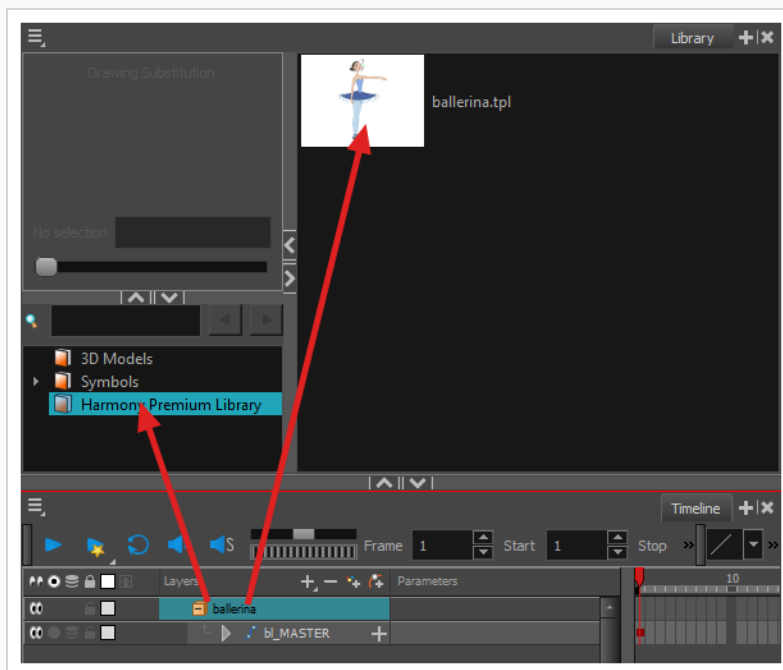 Library
Drawing Substitution
ballerina.tpl
No selection
3D Models
Symbols
Harmony Premium Library
Timeline
S
Frame 1 Start 1 Stop »
»
Layers Parameters 10
ballerina
bl_MASTER